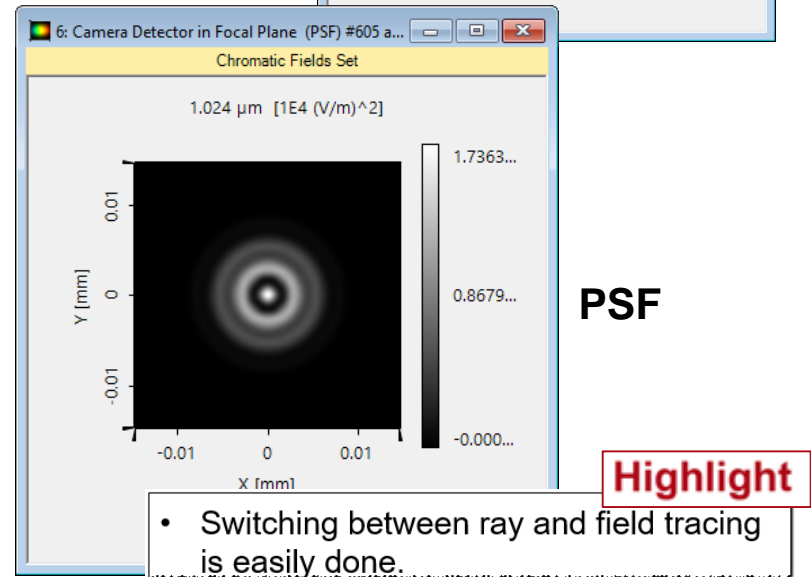 6: Camera Detector in Focal Plane (PSF) #605 a...
Chromatic Fields Set
1.024 µm [1E4 (V/m)^2]
1.7363...
0.8679...
-0.000...
0.01
0
-0.01
Y [mm]
-0.01
0
0.01
X [mm]
PSF
Highlight
• Switching between ray and field tracing
is easily done.